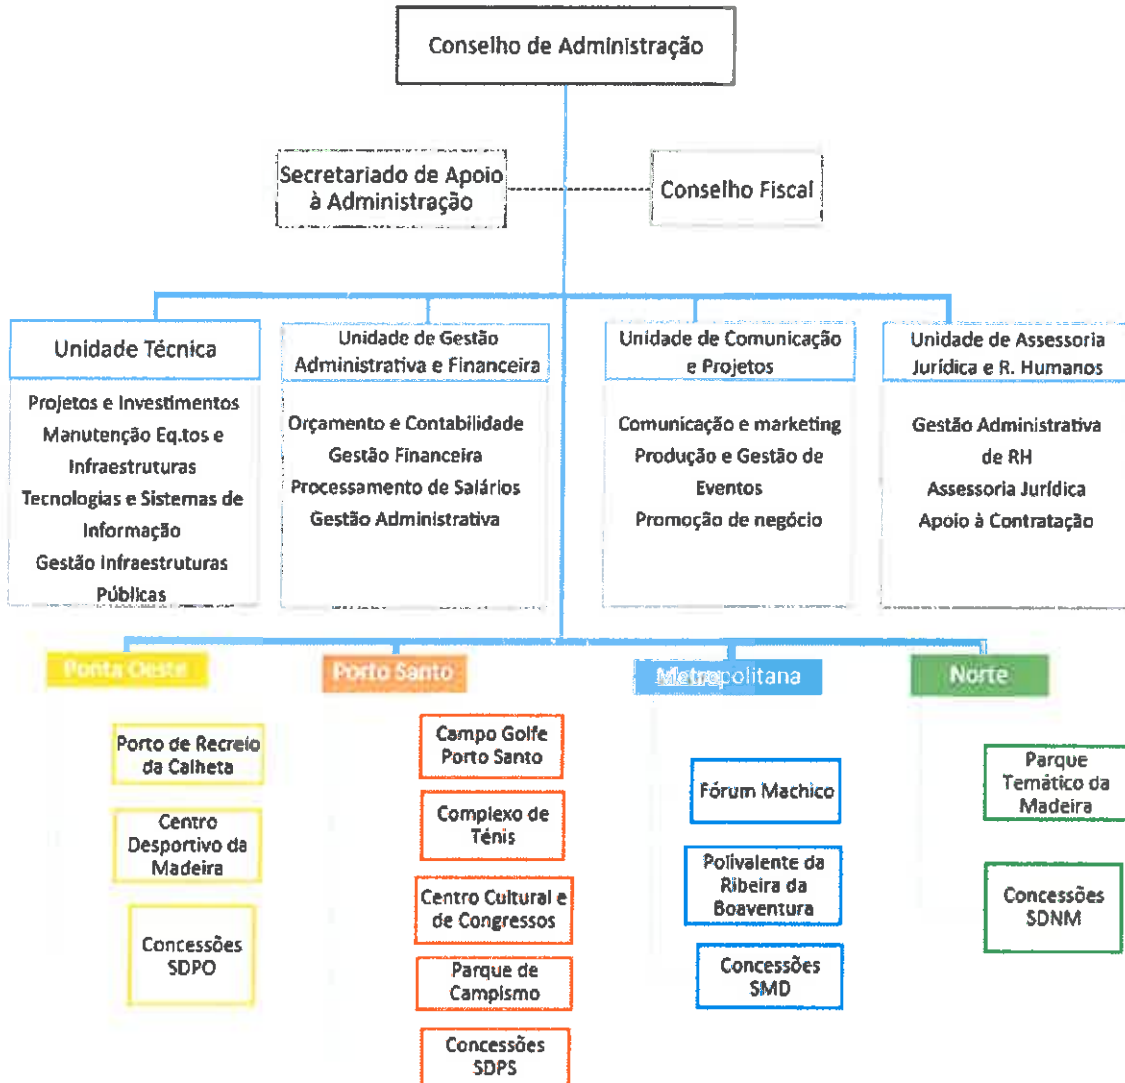 Conselho de Administração
Secretariado de Apoio
à Administração
Conselho Fiscal
Unidade Técnica
Projetos e Investimentos
Manutenção Eq.tos e
Infraestruturas
Tecnologias e Sistemas de
Informação
Gestão Infraestruturas
Públicas
Unidade de Gestão
Administrativa e Financeira
Orçamento e Contabilidade
Gestão Financeira
Processamento de Salários
Gestão Administrativa
Unidade de Comunicação
e Projetos
Comunicação e marketing
Produção e Gestão de
Eventos
Promoção de negócio
Unidade de Assessoria
Jurídica e R. Humanos
Gestão Administrativa
de RH
Assessoria Jurídica
Apoio à Contratação
Ponta Oeste
Porto de Recreio
da Calheta
Centro
Desportivo da
Madeira
Concessões
SDPO
Porto Santo
Campo Golfe
Porto Santo
Complexo de
Ténis
Centro Cultural e
de Congressos
Parque de
Campismo
Concessões
SDPS
Metropolitana
Fórum Machico
Polivalente da
Ribeira da
Boaventura
Concessões
SMD
Norte
Parque
Temático da
Madeira
Concessões
SDNM